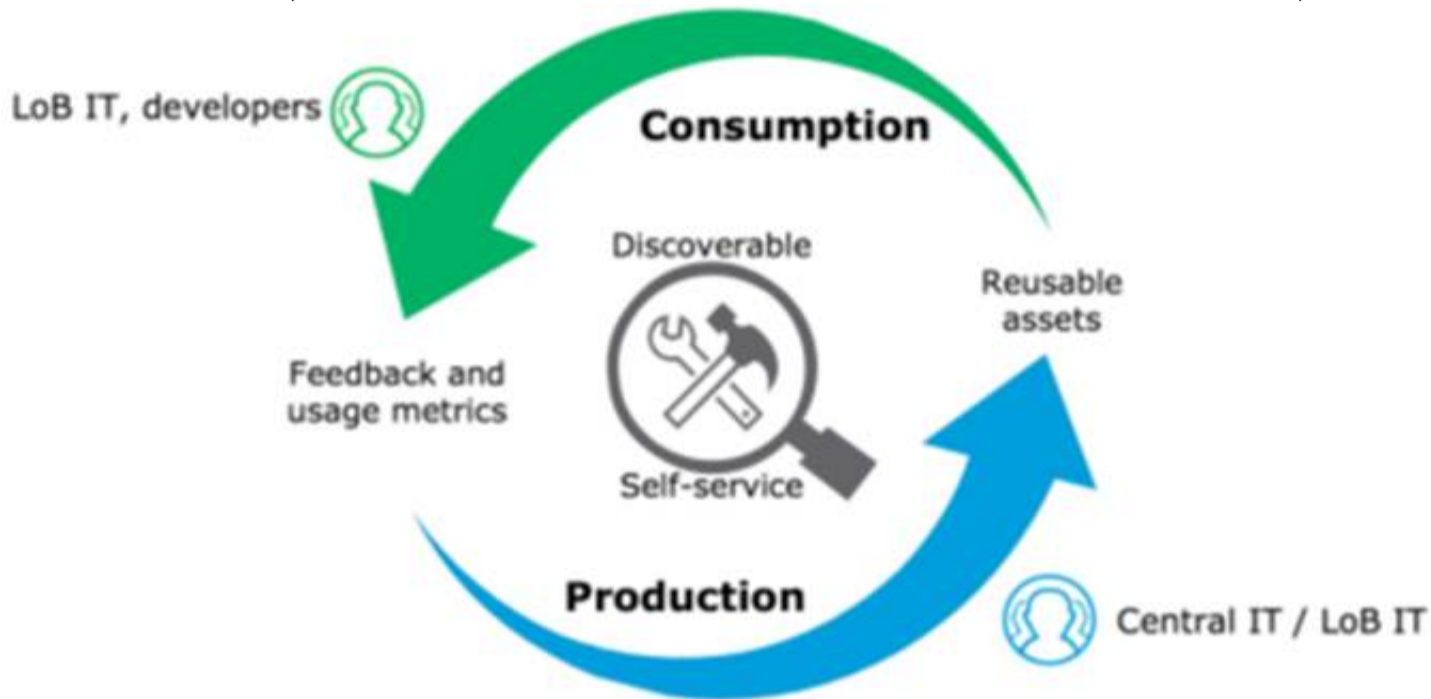 LoB IT, developers
Consumption
Discoverable
Reusable
assets
Feedback and
usage metrics
Self-service
Production
Central IT / LoB IT